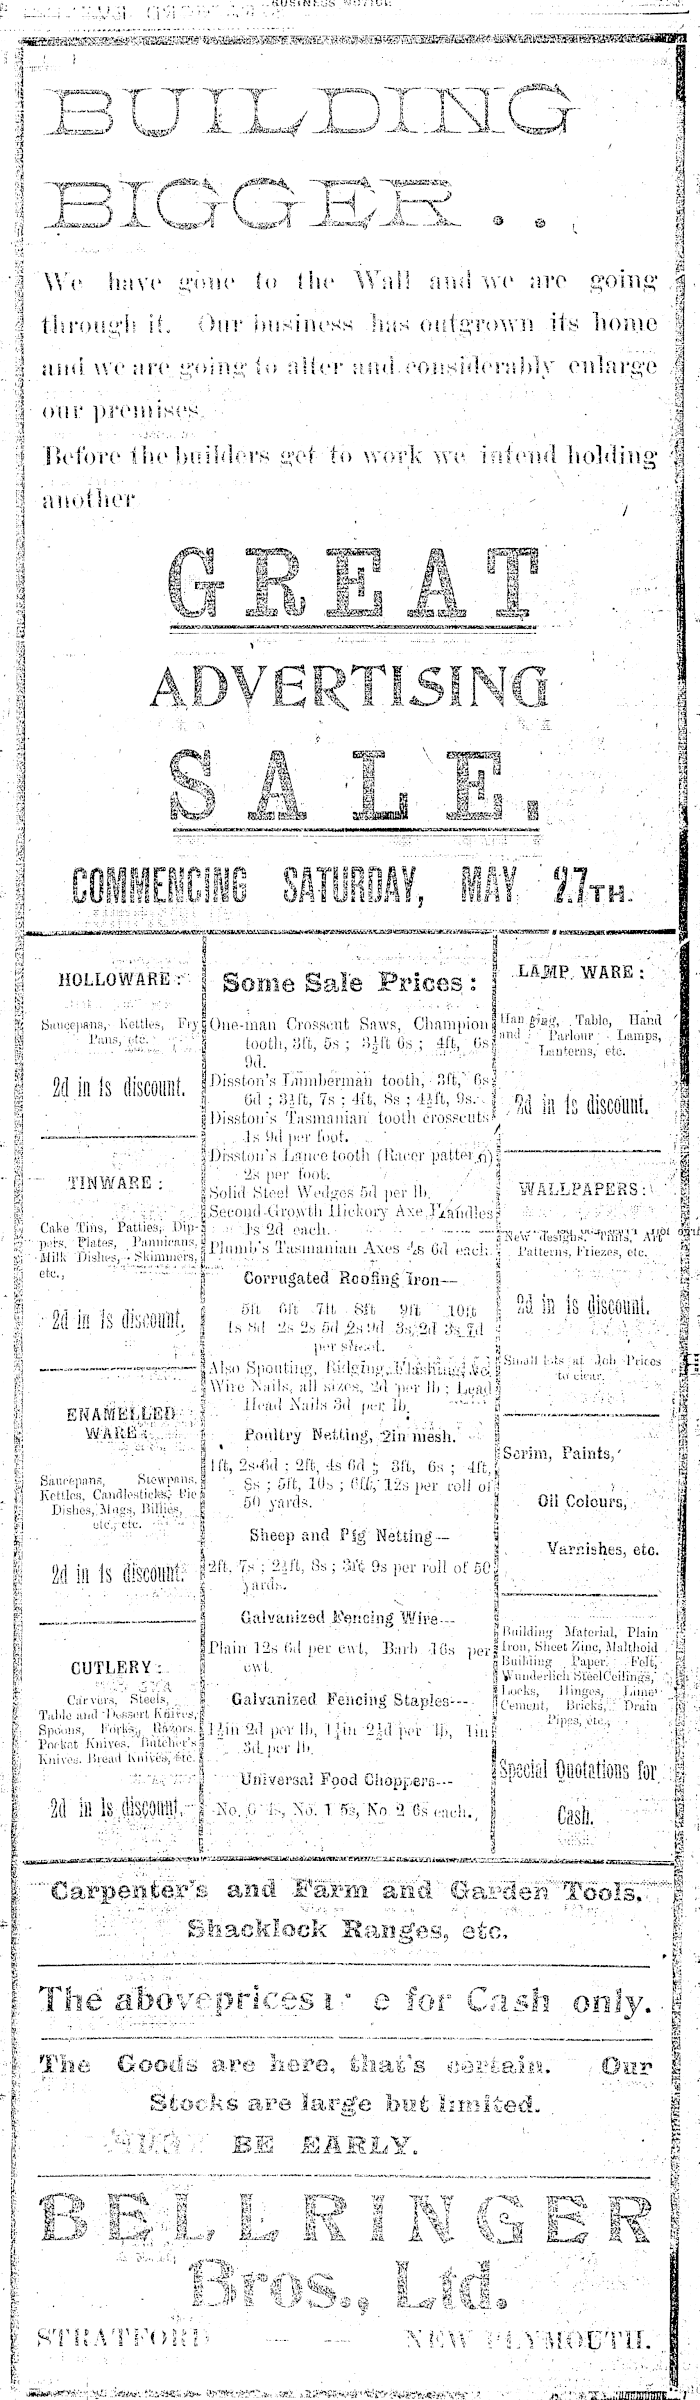 BUSINESS NOTICE
BUILDING
BIGGER . .
We have gone to the Wall and we are going
through it. Our business has outgrown its home
and we are going to alter and considerably enlarge
our premises.
Before the builders get to work we intend holding
another
GREAT
ADVERTISING
SALE.
COMMENCING SATURDAY, MAY 27TH.
HOLLOWARE:
Saucepans, Kettles, Fry
Pans, etc.
2d in 1s discount.
TINWARE:
Cake Tins, Patties, Dip-
pers, Plates, Pannicans,
Milk Dishes, Skimmers,
etc.,
2d in 1s discount.
ENAMELLED
WARE:
Saucepans, Stewpans,
Kettles, Candlesticks, Pie
Dishes, Mugs, Billies,
etc., etc.
2d in 1s discount.
CUTLERY:
Carvers, Steels,
Table and Dessert Knives,
Spoons, Forks, Razors,
Pocket Knives, Butcher's
Knives, Bread Knives, etc.
2d in 1s discount.
Some Sale Prices:
One-man Crosscut Saws, Champion
tooth, 3ft, 5s; 3½ft 6s; 4ft, 6s
9d.
Disston's Lumberman tooth, 3ft, 6s
6d; 3½ft, 7s; 4ft, 8s; 4½ft, 9s.
Disston's Tasmanian tooth crosscuts
1s 9d per foot.
Disston's Lance tooth (Racer pattern)
2s per foot.
Solid Steel Wedges 5d per lb.
Second-Growth Hickory Axe Handles
1s 2d each.
Plumb's Tasmanian Axes 4s 6d each.
Corrugated Roofing Iron—
5ft 6ft 7ft 8ft 9ft 10ft
1s 8d 2s 2s 5d 2s 9d 3s 2d 3s 7d
per sheet.
Also Spouting, Ridging, Flashing, &c.
Wire Nails, all sizes, 2d per lb; Lead
Head Nails 3d per lb.
Poultry Netting, 2in mesh.
1ft, 2s 6d; 2ft, 4s 6d; 3ft, 6s; 4ft,
8s; 5ft, 10s; 6ft, 12s per roll of
50 yards.
Sheep and Pig Netting—
2ft, 7s; 2½ft, 8s; 3ft 9s per roll of 50
yards.
Galvanized Fencing Wire—
Plain 12s 6d per cwt, Barb 16s per
cwt.
Galvanized Fencing Staples—
1½in 2d per lb, 1¼in 2½d per lb, 1in
3d per lb.
Universal Food Choppers—
No. 0 4s, No. 1 5s, No 2 6s each.
LAMP WARE:
Hanging, Table, Hand
and Parlour Lamps,
Lanterns, etc.
2d in 1s discount.
WALLPAPERS:
New designs, Tints, Art
Patterns, Friezes, etc.
2d in 1s discount.
Small lots at Job Prices
to clear.
Scrim, Paints,
Oil Colours,
Varnishes, etc.
Building Material, Plain
Iron, Sheet Zinc, Malthoid
Building Paper, Felt,
Wunderlich Steel Ceilings,
Locks, Hinges, Lime
Cement, Bricks, Drain
Pipes, etc.,
Special Quotations for
Cash.
Carpenter's and Farm and Garden Tools.
Shacklock Ranges, etc.
The above prices e for Cash only.
The Goods are here, that's certain. Our
Stocks are large but limited.
BE EARLY.
BELLRINGER
Bros., Ltd.
STRATFORD — — NEW PLYMOUTH.